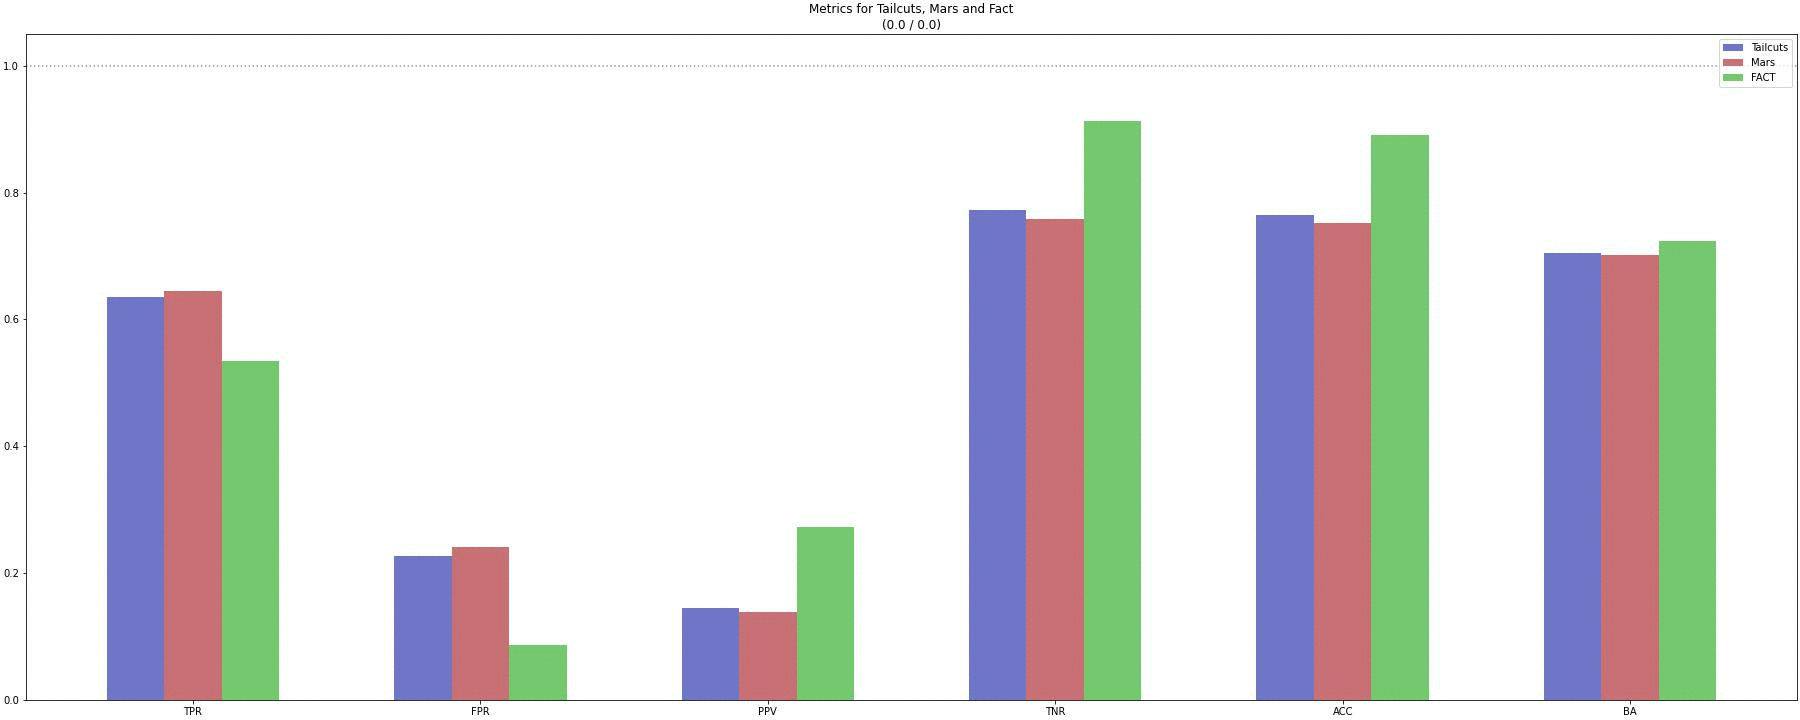 Metrics for Tailcuts, Mars and Fact
(0.0 / 0.0)
Tailcuts
Mars
FACT
1.0
0.8
0.6
0.4
0.2
0.0
TPR
FPR
PPV
TNR
ACC
BA